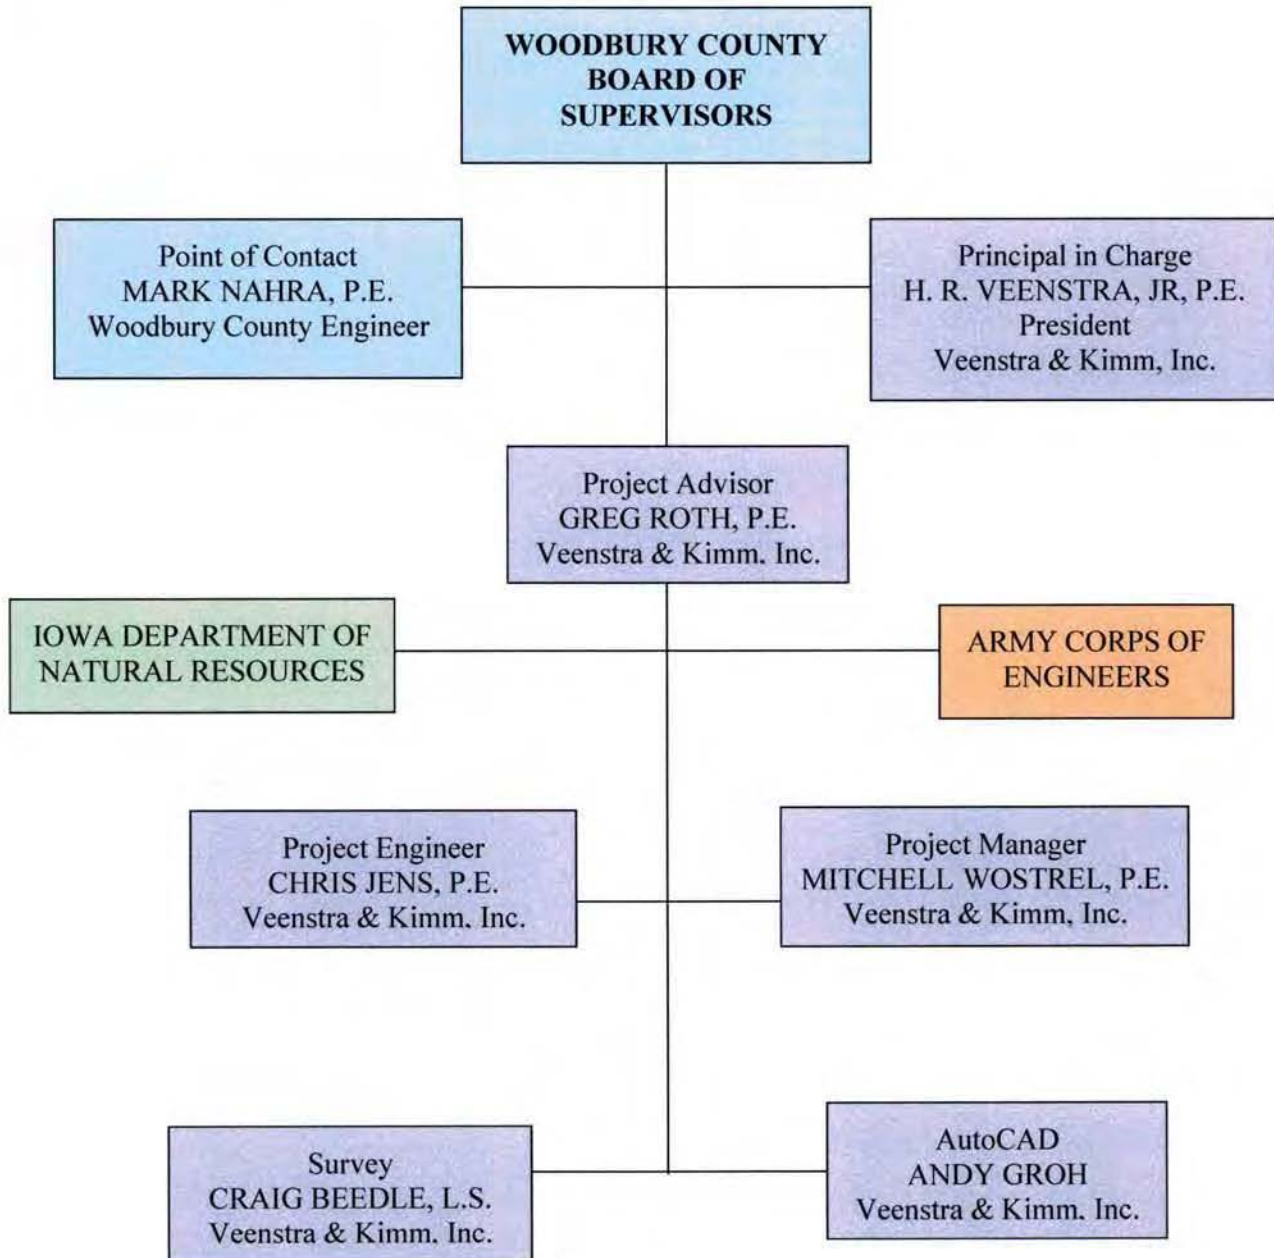 WOODBURY COUNTY
BOARD OF
SUPERVISORS
Point of Contact
MARK NAHRA, P.E.
Woodbury County Engineer
Principal in Charge
H. R. VEENSTRA, JR, P.E.
President
Veenstra & Kimm, Inc.
Project Advisor
GREG ROTH, P.E.
Veenstra & Kimm, Inc.
IOWA DEPARTMENT OF
NATURAL RESOURCES
ARMY CORPS OF
ENGINEERS
Project Engineer
CHRIS JENS, P.E.
Veenstra & Kimm, Inc.
Project Manager
MITCHELL WOSTREL, P.E.
Veenstra & Kimm, Inc.
Survey
CRAIG BEEDLE, L.S.
Veenstra & Kimm, Inc.
AutoCAD
ANDY GROH
Veenstra & Kimm, Inc.